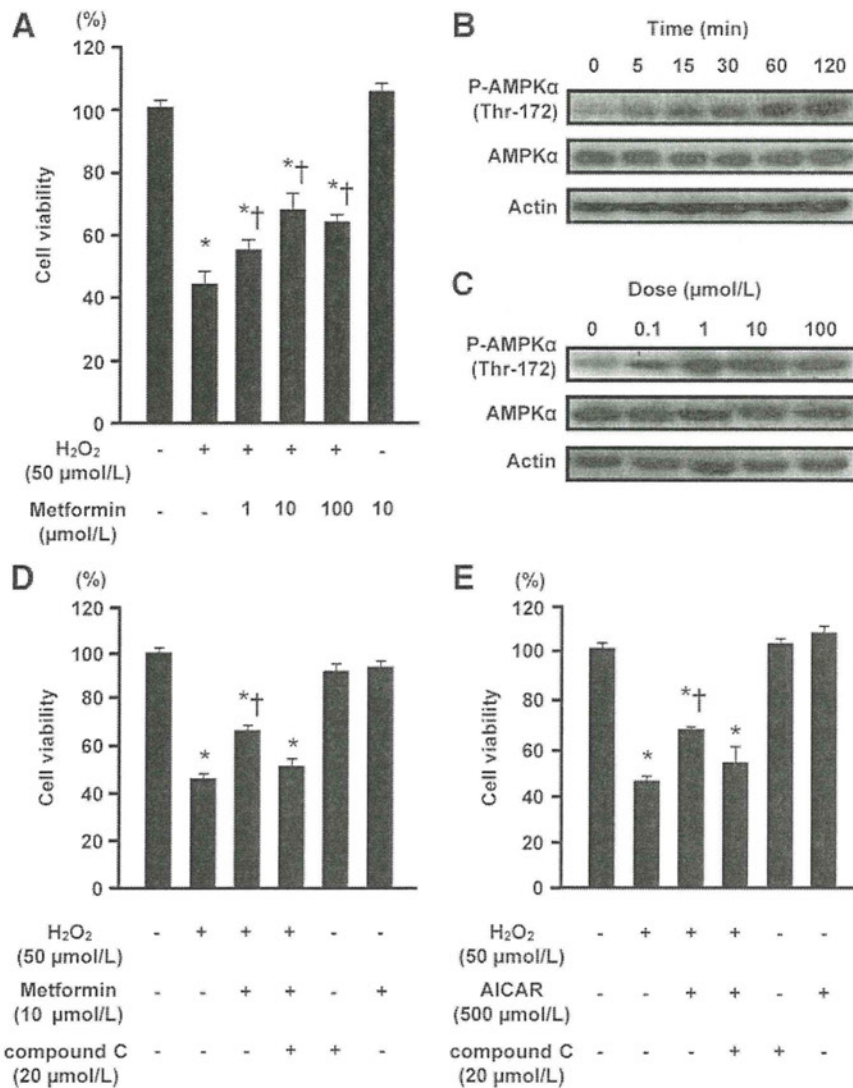 A
(%)
120
100
80
60
40
20
0
Cell viability
*
*†
*†
*†
H₂O₂ - + + + + -
(50 µmol/L)
Metformin - - 1 10 100 10
(µmol/L)
B
Time (min)
0 5 15 30 60 120
P-AMPKα
(Thr-172)
AMPKα
Actin
C
Dose (µmol/L)
0 0.1 1 10 100
P-AMPKα
(Thr-172)
AMPKα
Actin
D
(%)
120
100
80
60
40
20
0
Cell viability
*
*†
*
H₂O₂ - + + + - -
(50 µmol/L)
Metformin - - + + - +
(10 µmol/L)
compound C - - - + + -
(20 µmol/L)
E
(%)
120
100
80
60
40
20
0
Cell viability
*
*†
*
H₂O₂ - + + + - -
(50 µmol/L)
AICAR - - + + - +
(500 µmol/L)
compound C - - - + + -
(20 µmol/L)